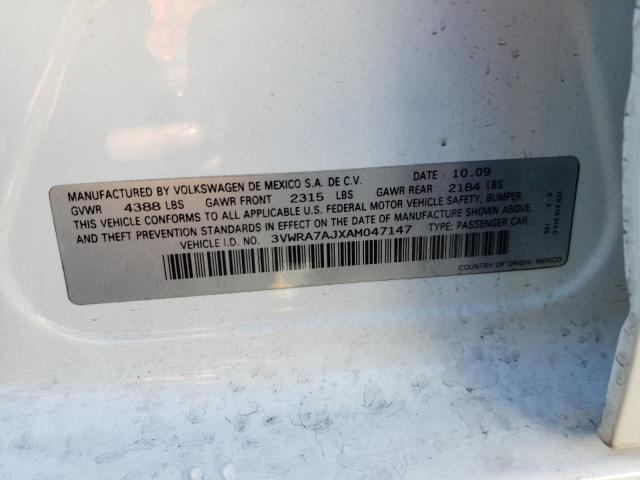 MANUFACTURED BY VOLKSWAGEN DE MEXICO S.A. DE C.V. DATE 10.09
GVWR 4388 LBS GAWR FRONT 2315 LBS GAWR REAR 2184 LBS
THIS VEHICLE CONFORMS TO ALL APPLICABLE U.S. FEDERAL MOTOR VEHICLE SAFETY, BUMPER,
AND THEFT PREVENTION STANDARDS IN EFFECT ON THE DATE OF MANUFACTURE SHOWN ABOVE.
VEHICLE I.D. NO. 3VWRA7AJXAM047147 TYPE: PASSENGER CAR
COUNTRY OF ORIGIN: MEXICO